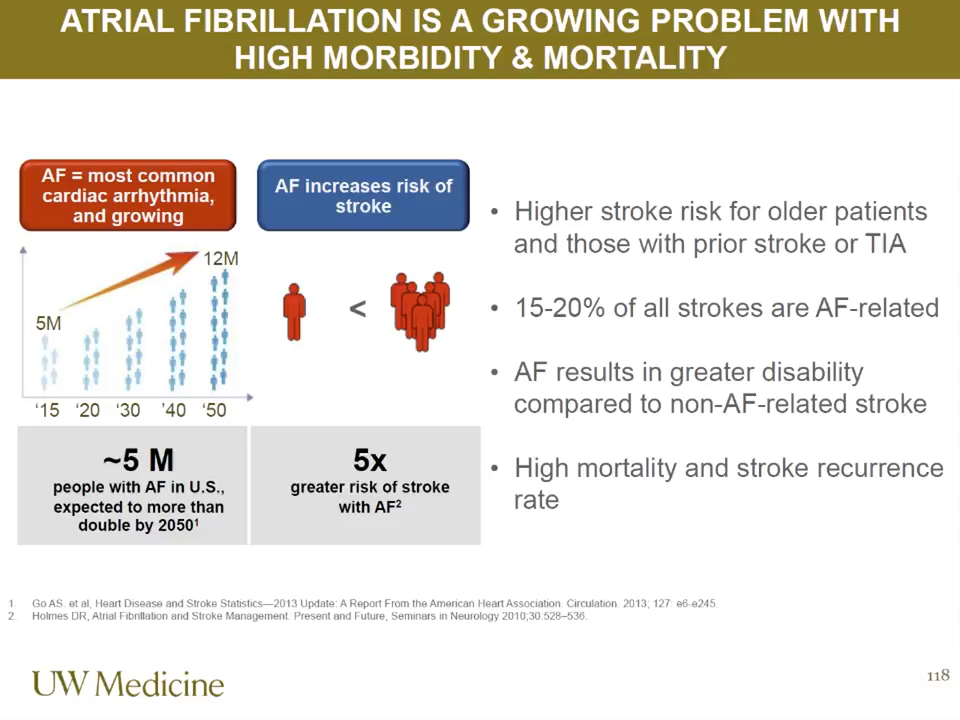 ATRIAL FIBRILLATION IS A GROWING PROBLEM WITH
HIGH MORBIDITY & MORTALITY
AF = most common
cardiac arrhythmia,
and growing
AF increases risk of
stroke
12M
5M
<
‘15 ‘20 ‘30 ’40 ‘50
~5 M
people with AF in U.S.,
expected to more than
double by 2050¹
5x
greater risk of stroke
with AF²
• Higher stroke risk for older patients
and those with prior stroke or TIA
• 15-20% of all strokes are AF-related
• AF results in greater disability
compared to non-AF-related stroke
• High mortality and stroke recurrence
rate
1. Go AS. et al, Heart Disease and Stroke Statistics—2013 Update: A Report From the American Heart Association. Circulation. 2013; 127: e6-e245.
2. Holmes DR, Atrial Fibrillation and Stroke Management. Present and Future, Seminars in Neurology 2010;30:528–536.
UW Medicine
118